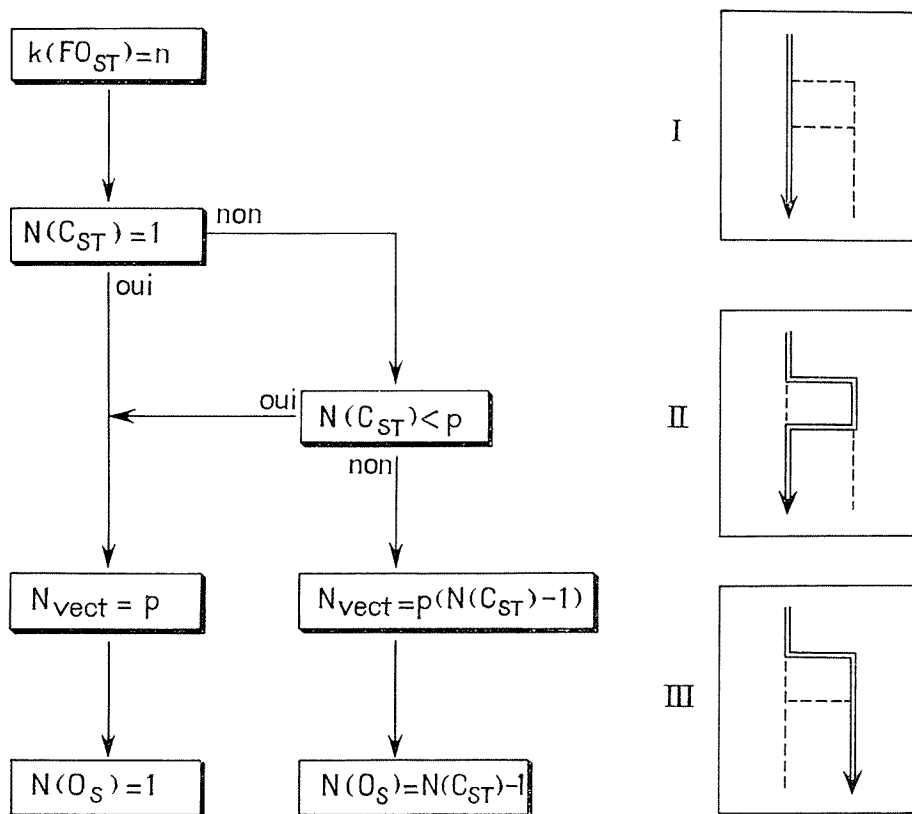 k(FO_ST)=n
I
N(C_ST)=1
non
oui
oui
N(C_ST)< p
II
non
N_vect = p
N_vect=p(N(C_ST)-1)
III
N(O_S)=1
N(O_S)=N(C_ST)-1